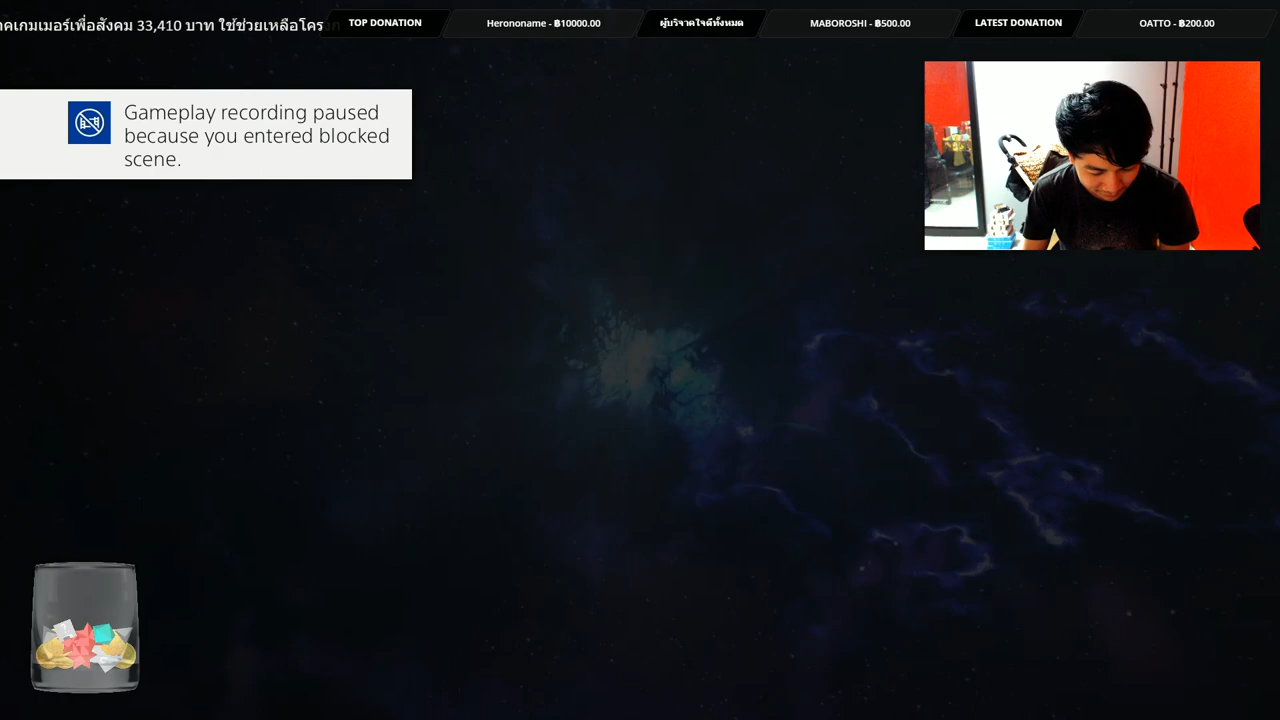 าคเกมเมอร์เพื่อสังคม 33,410 บาท ใช้ช่วยเหลือโคร
TOP DONATION
Herononame - ฿10000.00
ผู้บริจาคใจดีทั้งหมด
MABOROSHI - ฿500.00
LATEST DONATION
OATTO - ฿200.00
Gameplay recording paused
because you entered blocked
scene.